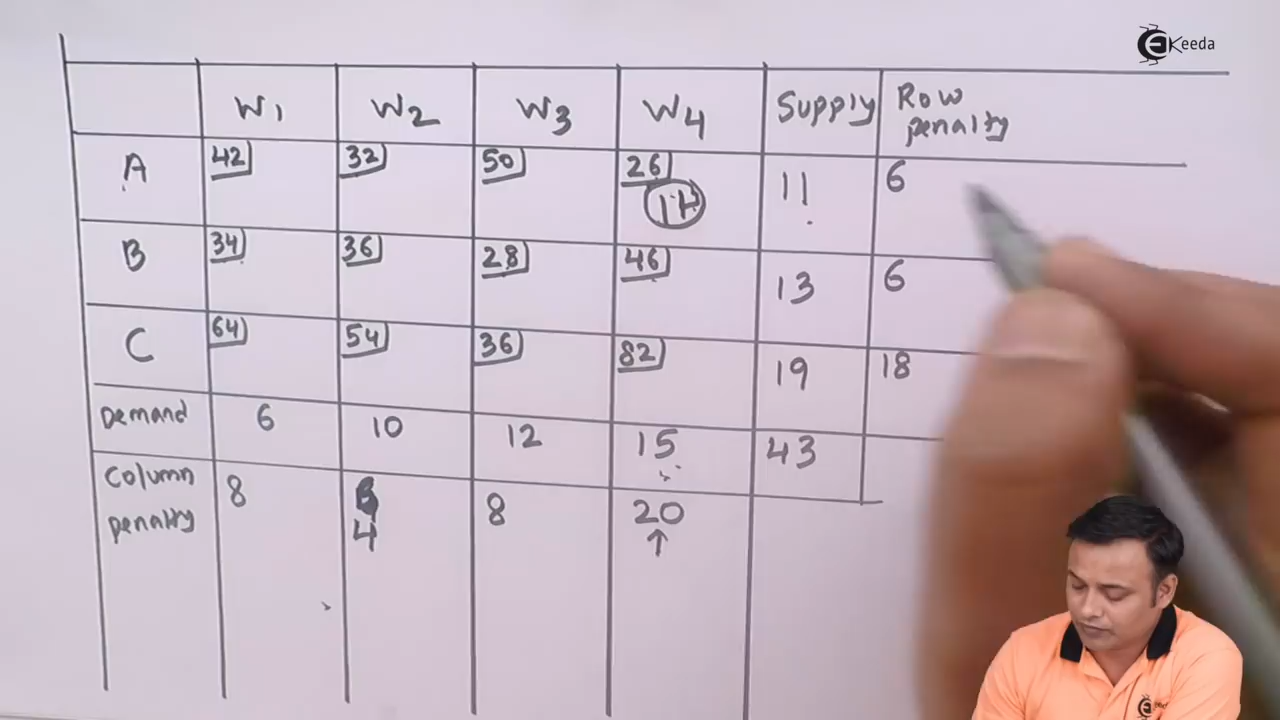 Keeda
W1 W2 W3 W4 Supply Row penalty
A 42 32 50 26 11 11 6
B 34 36 28 46 13 6
C 64 54 36 82 19 18
Demand 6 10 12 15 43
Column penalty 8 4 8 20